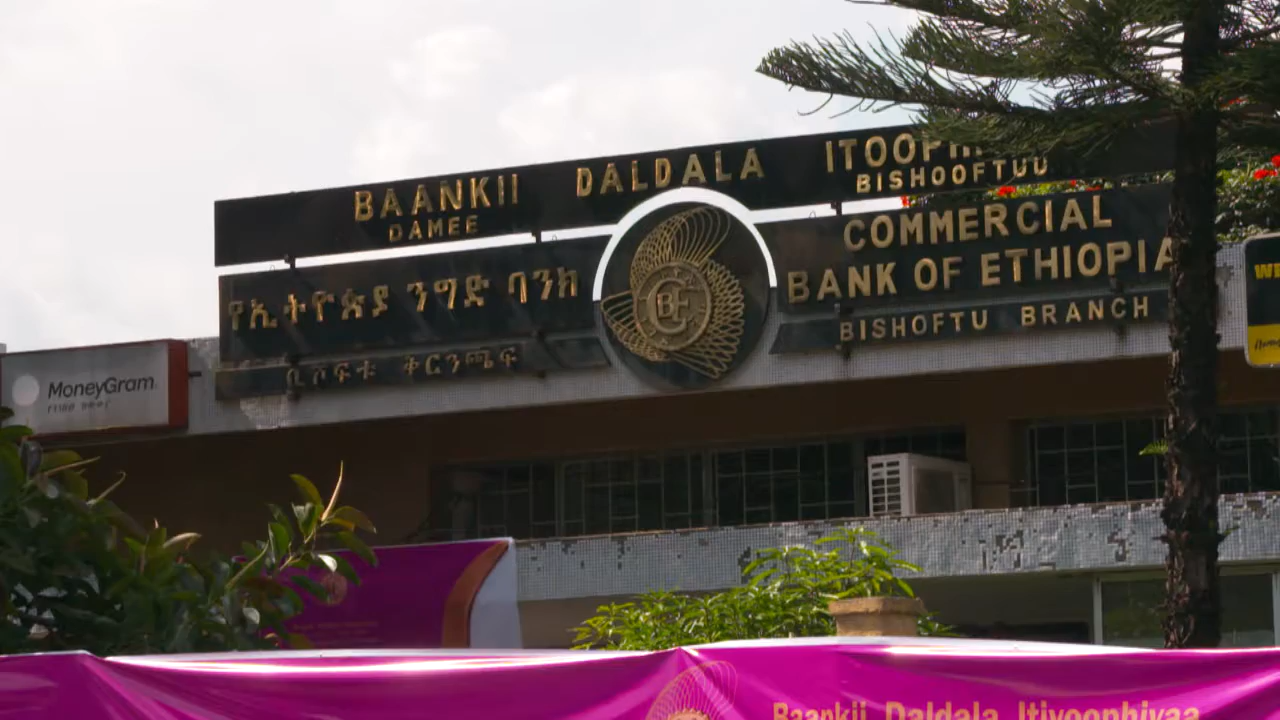 BAANKII DALDALA
DAMEE BISHOOFTUU
የኢትዮጵያ ንግድ ባንክ
ቢሾፍቱ ቅርንጫፍ
CBE
COMMERCIAL
BANK OF ETHIOPIA
BISHOFTU BRANCH
MoneyGram
Baankii Daldala Itiyoophiyaa